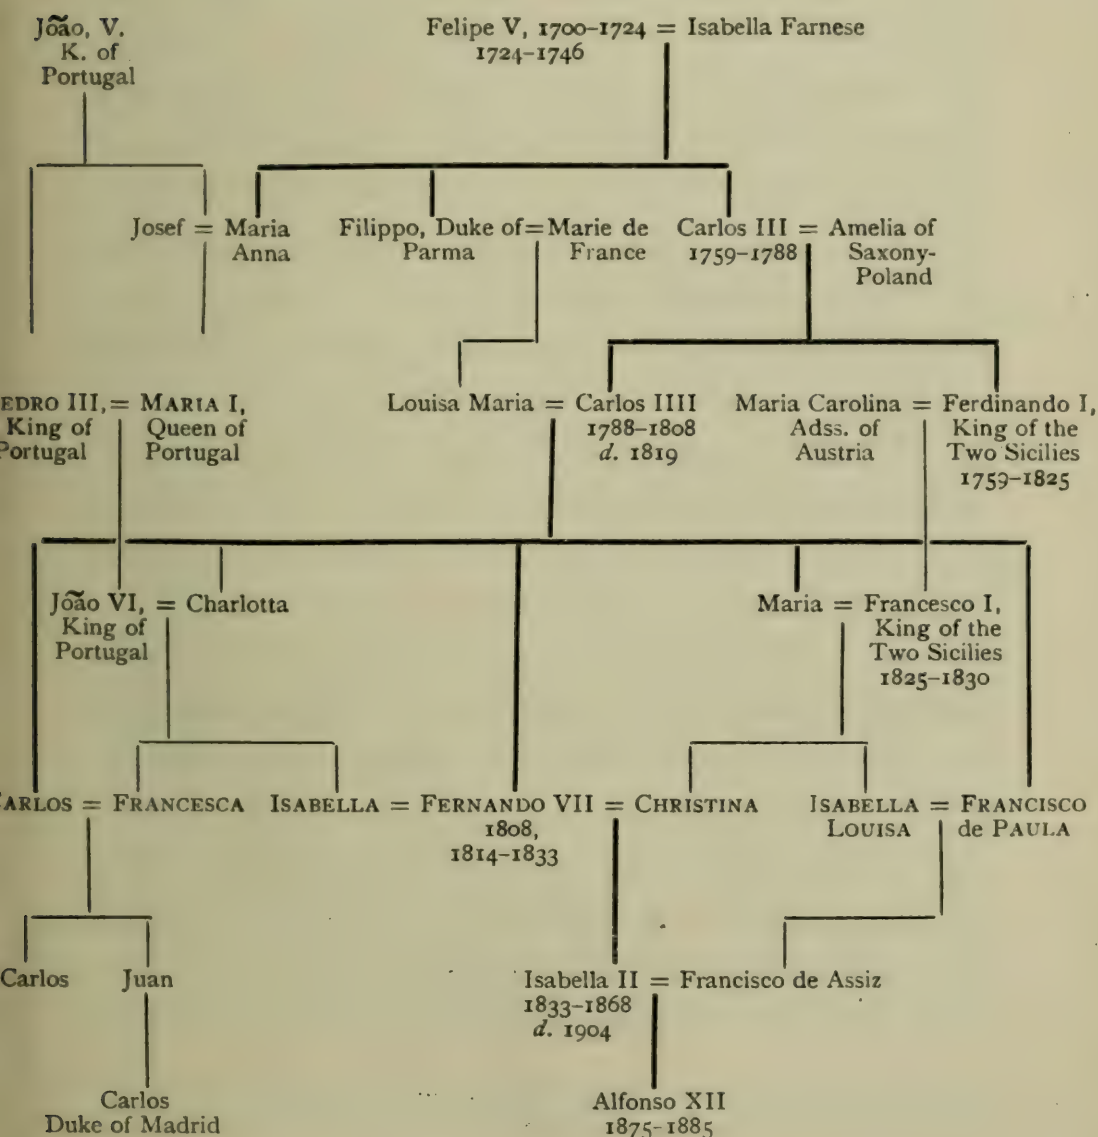 João, V. Felipe V, 1700–1724 = Isabella Farnese
K. of 1724–1746
Portugal
Josef = Maria Filippo, Duke of = Marie de Carlos III = Amelia of
Anna Parma France 1759–1788 Saxony-
Poland
EDRO III, = MARIA I, Louisa Maria = Carlos IIII Maria Carolina = Ferdinando I,
King of Queen of 1788–1808 Adss. of King of the
Portugal Portugal d. 1819 Austria Two Sicilies
1759–1825
João VI, = Charlotta Maria = Francesco I,
King of King of the
Portugal Two Sicilies
1825–1830
CARLOS = FRANCESCA ISABELLA = FERNANDO VII = CHRISTINA ISABELLA = FRANCISCO
1808, LOUISA de PAULA
1814–1833
Carlos Juan Isabella II = Francisco de Assiz
1833–1868
d. 1904
Carlos Alfonso XII
Duke of Madrid 1875–1885